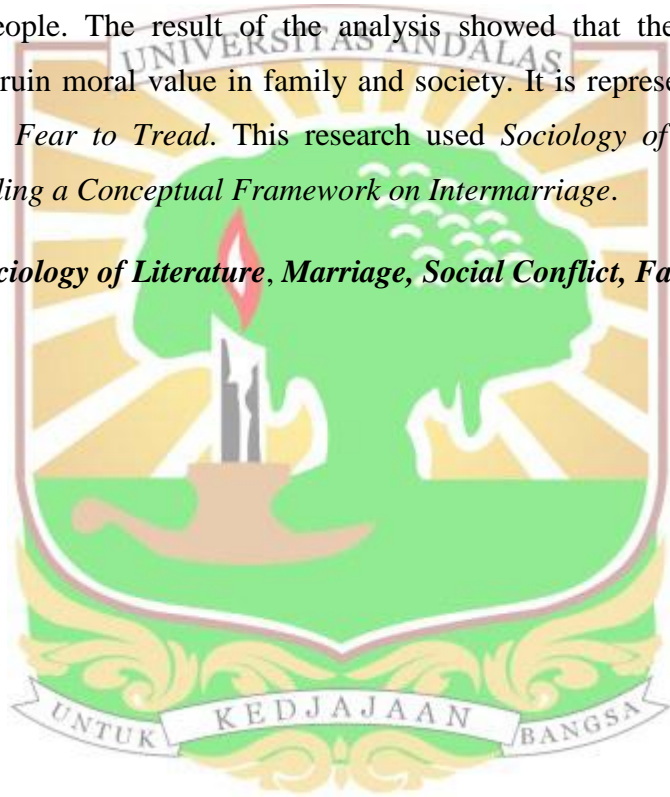 eople. The result of the analysis showed that the
UNIVERSITAS ANDALAS
ruin moral value in family and society. It is represe
Fear to Tread. This research used Sociology of
ling a Conceptual Framework on Intermarriage.
ciology of Literature, Marriage, Social Conflict, Fa
UNTUK KEDJAJAAN BANGSA